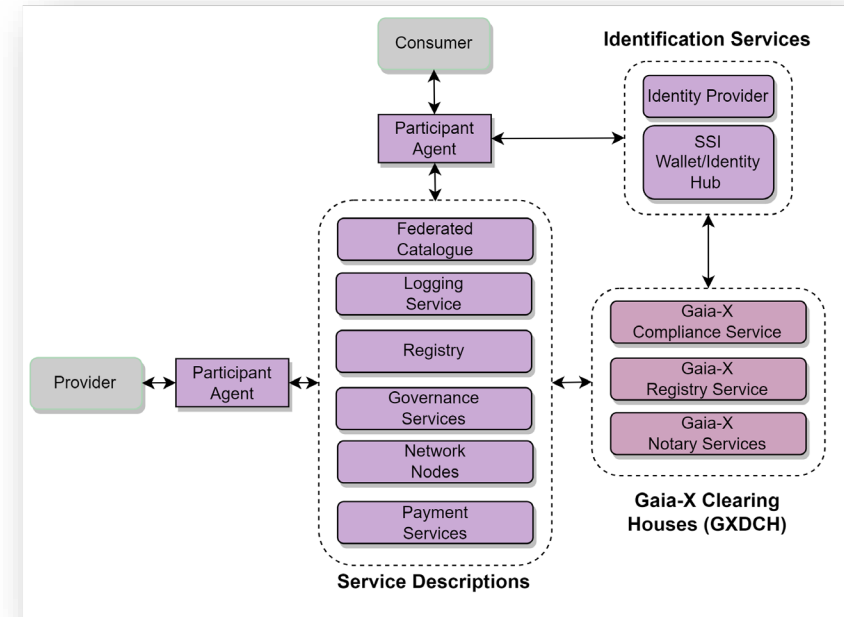 Consumer
Identification Services
Identity Provider
Participant
Agent
SSI
Wallet/Identity
Hub
Federated
Catalogue
Logging
Service
Gaia-X
Compliance Service
Registry
Gaia-X
Registry Service
Provider
Participant
Agent
Governance
Services
Gaia-X
Notary Services
Network
Nodes
Gaia-X Clearing
Houses (GXDCH)
Payment
Services
Service Descriptions